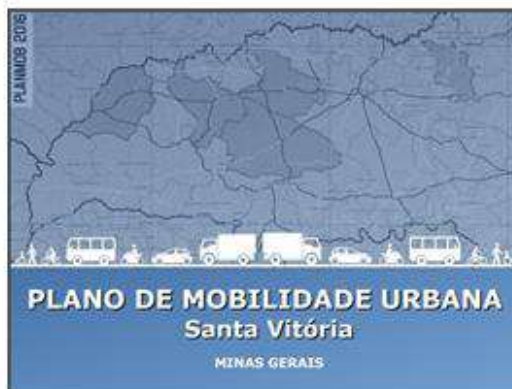 PLANMOB 2016
PLANO DE MOBILIDADE URBANA
Santa Vitória
MINAS GERAIS